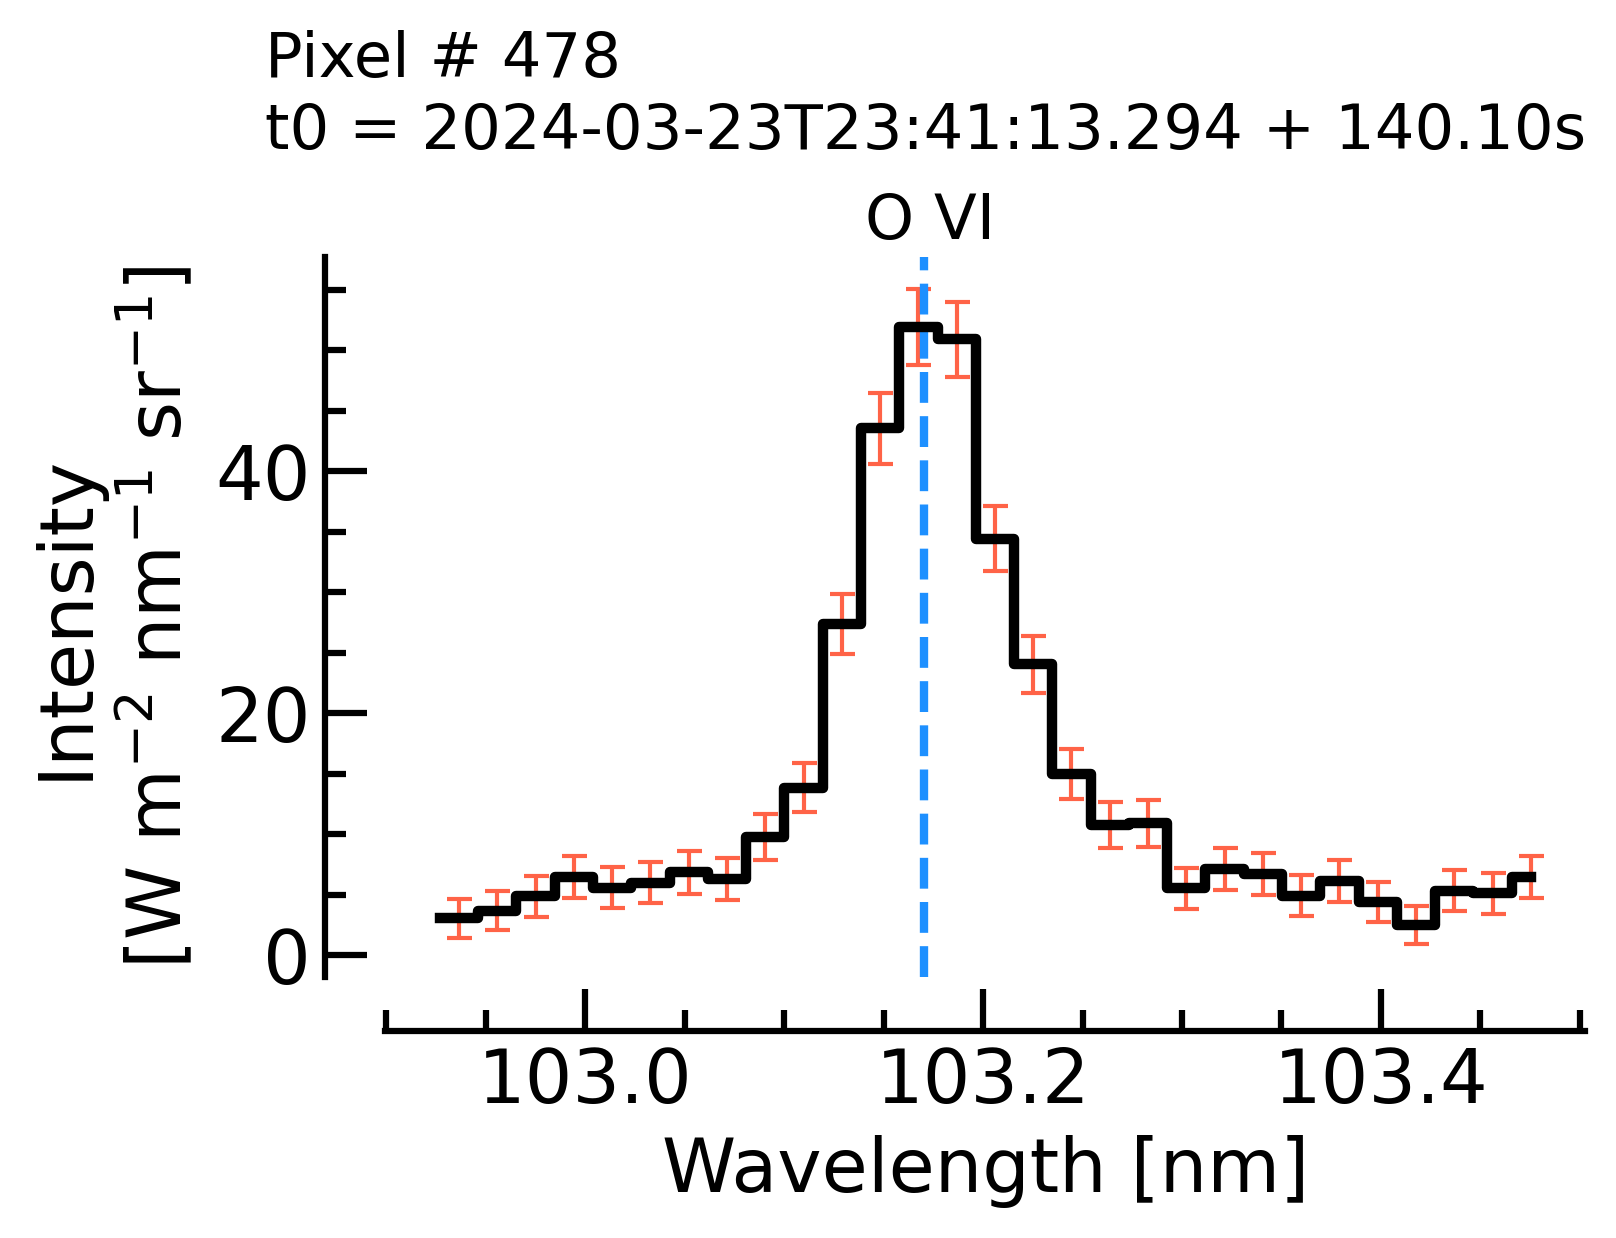 Pixel # 478
t0 = 2024-03-23T23:41:13.294 + 140.10s
O VI
Intensity
[W m⁻² nm⁻¹ sr⁻¹]
40
20
0
103.0 103.2 103.4
Wavelength [nm]